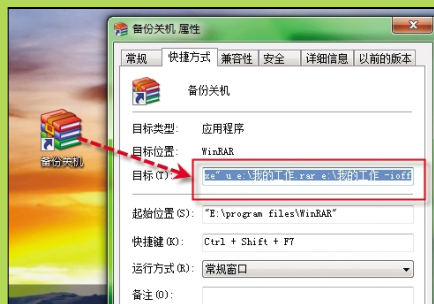 备份关机 属性
常规 快捷方式 兼容性 安全 详细信息 以前的版本
备份关机
备份关机
目标类型: 应用程序
目标位置: WinRAR
目标(T): xe" u e:\我的工作.rar e:\我的工作 -ioff
起始位置(S): "E:\program files\WinRAR"
快捷键(K): Ctrl + Shift + F7
运行方式(R): 常规窗口
备注(O):